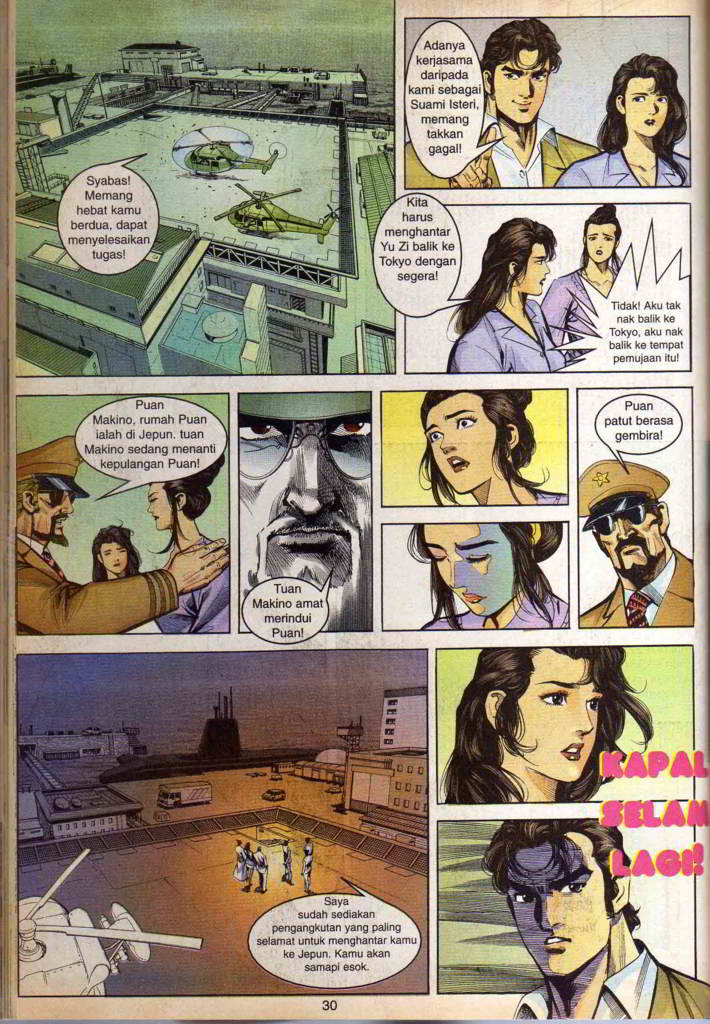 Syabas!
Memang
hebat kamu
berdua, dapat
menyelesaikan
tugas!
Adanya
kerjasama
daripada
kami sebagai
Suami Isteri,
memang
takkan
gagal!
Kita
harus
menghantar
Yu Zi balik ke
Tokyo dengan
segera!
Tidak! Aku tak
nak balik ke
Tokyo, aku nak
balik ke tempat
pemujaan itu!
Puan
Makino, rumah Puan
ialah di Jepun. tuan
Makino sedang menanti
kepulangan Puan!
Tuan
Makino amat
merindui
Puan!
Puan
patut berasa
gembira!
Saya
sudah sediakan
pengangkutan yang paling
selamat untuk menghantar kamu
ke Jepun. Kamu akan
samapi esok.
KAPAL
SELAM
LAGI!
30